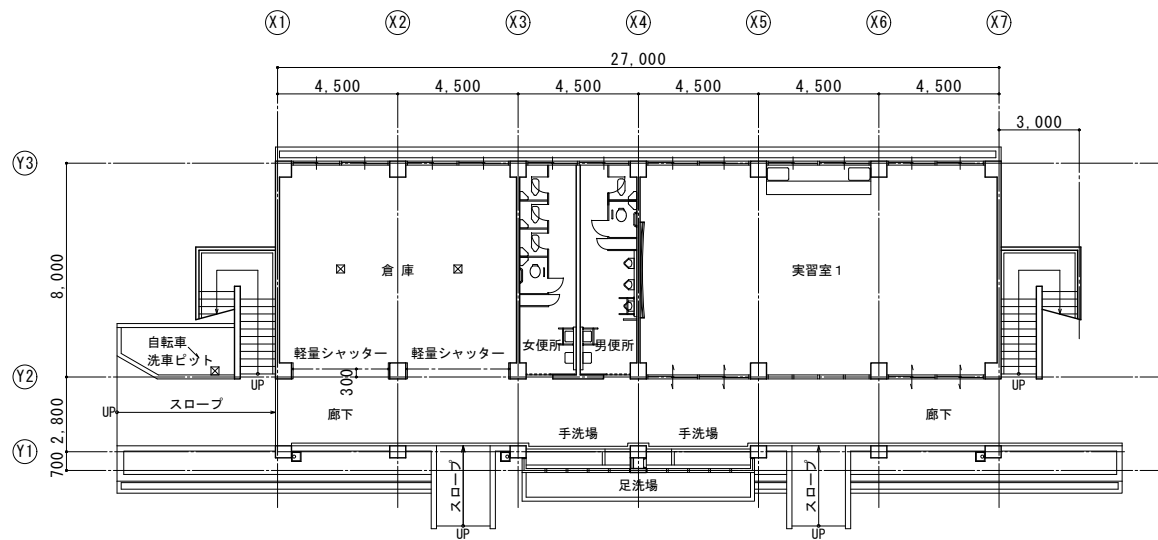 X1 X2 X3 X4 X5 X6 X7
27,000
4,500 4,500 4,500 4,500 4,500 4,500
3,000
Y3
8,000
倉庫
実習室1
自転車
洗車ピット
軽量シャッター 軽量シャッター
女便所 男便所
300
Y2
UP
UP
スロープ
UP
2,800
廊下
廊下
手洗場 手洗場
Y1
700
足洗場
スロープ
スロープ
UP
UP